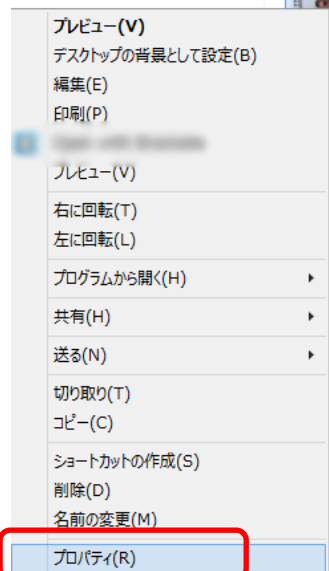 プレビュー(V)
デスクトップの背景として設定(B)
編集(E)
印刷(P)
プレビュー(V)
右に回転(T)
左に回転(L)
プログラムから開く(H)
共有(H)
送る(N)
切り取り(T)
コピー(C)
ショートカットの作成(S)
削除(D)
名前の変更(M)
プロパティ(R)